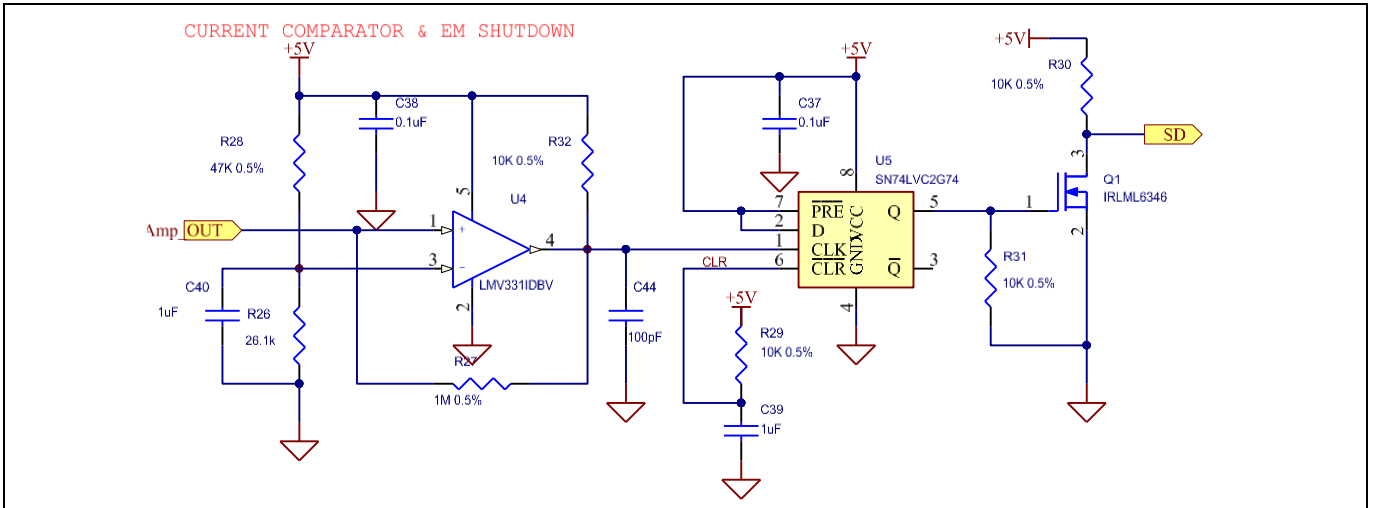 CURRENT COMPARATOR & EM SHUTDOWN
+5V
C38
0.1uF
R28
47K 0.5%
R32
10K 0.5%
U4
5
1
+
3
-
4
2
LMV331IDBV
Amp_OUT
C40
1uF
R26
26.1k
R27
1M 0.5%
C44
100pF
+5V
C37
0.1uF
U5
SN74LVC2G74
8
7
PRE
2
D
1
CLK
6
CLR
GND
VCC
Q
5
Q
3
4
CLR
+5V
R29
10K 0.5%
C39
1uF
+5V
R30
10K 0.5%
SD
3
Q1
IRLML6346
1
2
R31
10K 0.5%